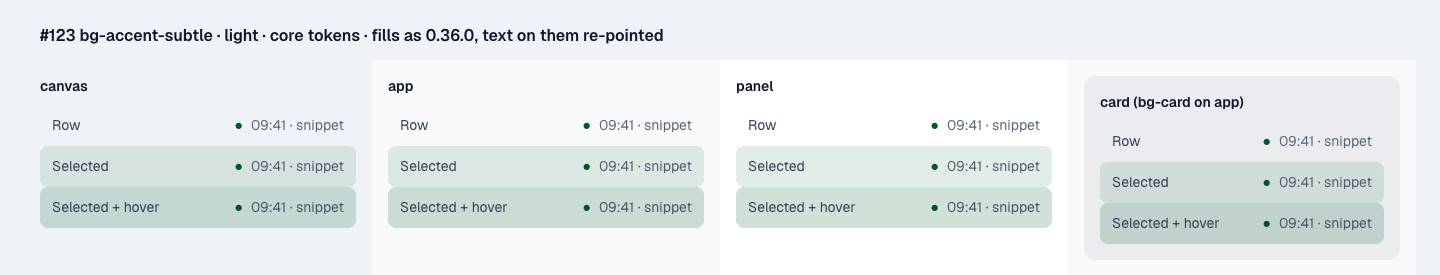 #123 bg-accent-subtle · light · core tokens · fills as 0.36.0, text on them re-pointed
canvas
Row 09:41 · snippet
Selected 09:41 · snippet
Selected + hover 09:41 · snippet
app
Row 09:41 · snippet
Selected 09:41 · snippet
Selected + hover 09:41 · snippet
panel
Row 09:41 · snippet
Selected 09:41 · snippet
Selected + hover 09:41 · snippet
card (bg-card on app)
Row 09:41 · snippet
Selected 09:41 · snippet
Selected + hover 09:41 · snippet